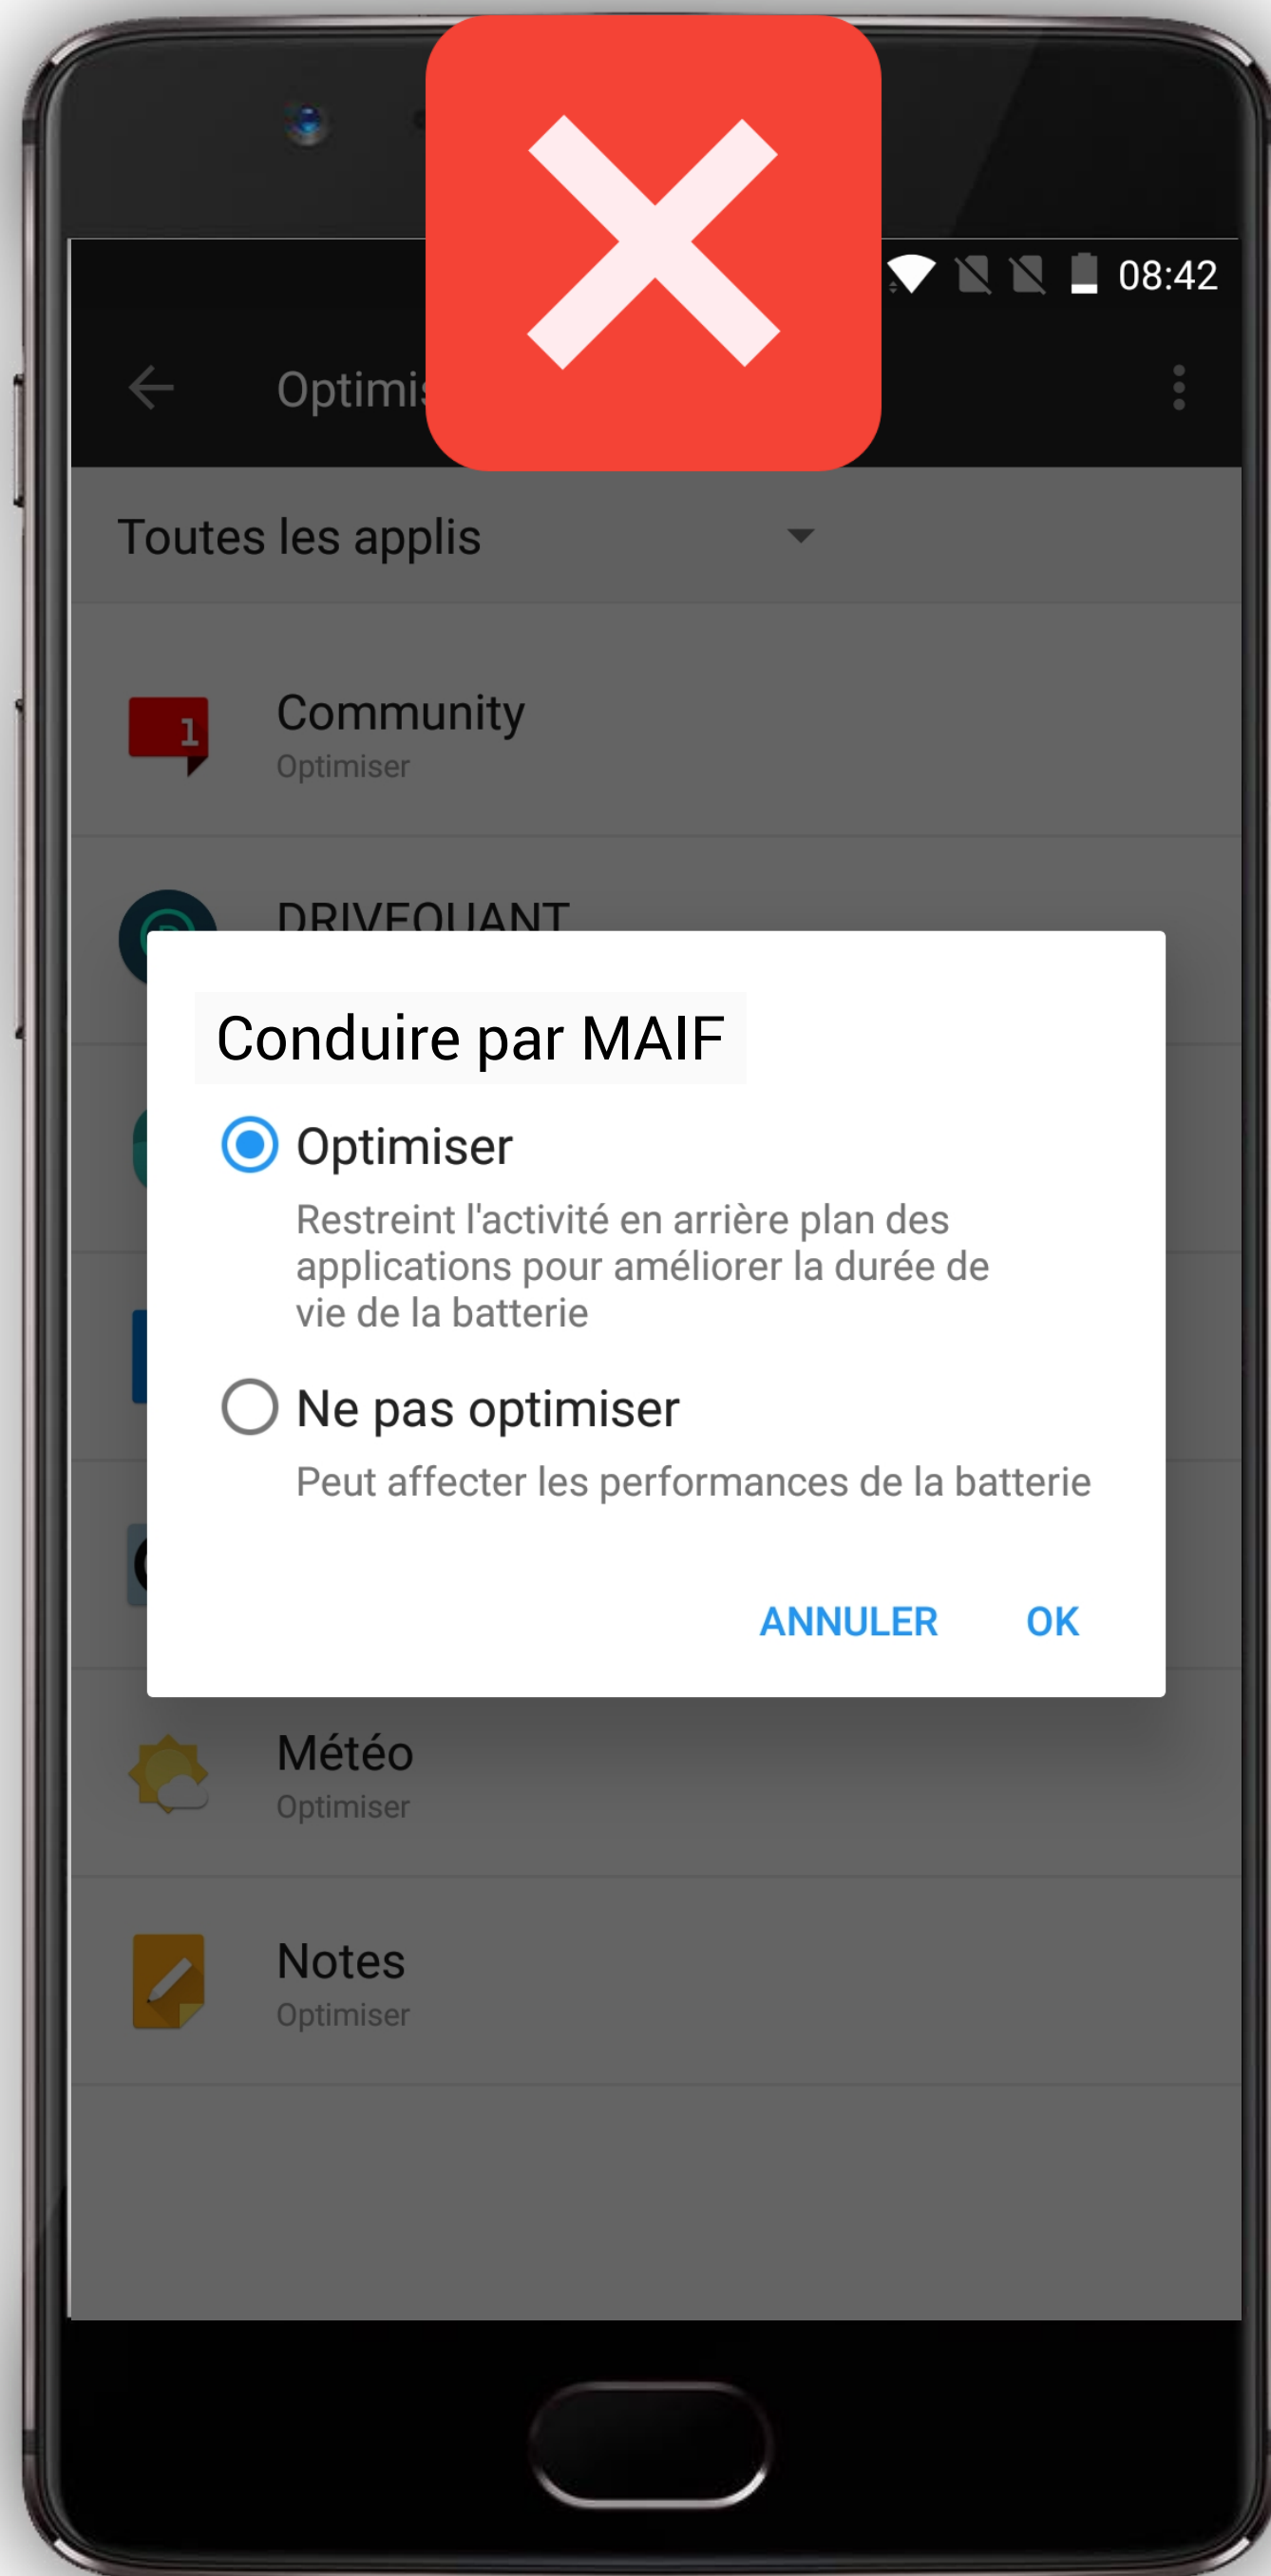 08:42
Toutes les applis
1
Community
Optimiser
DRIVEQUANT
Conduire par MAIF
Optimiser
Restreint l'activité en arrière plan des
applications pour améliorer la durée de
vie de la batterie
Ne pas optimiser
Peut affecter les performances de la batterie
ANNULER
OK
Météo
Optimiser
Notes
Optimiser